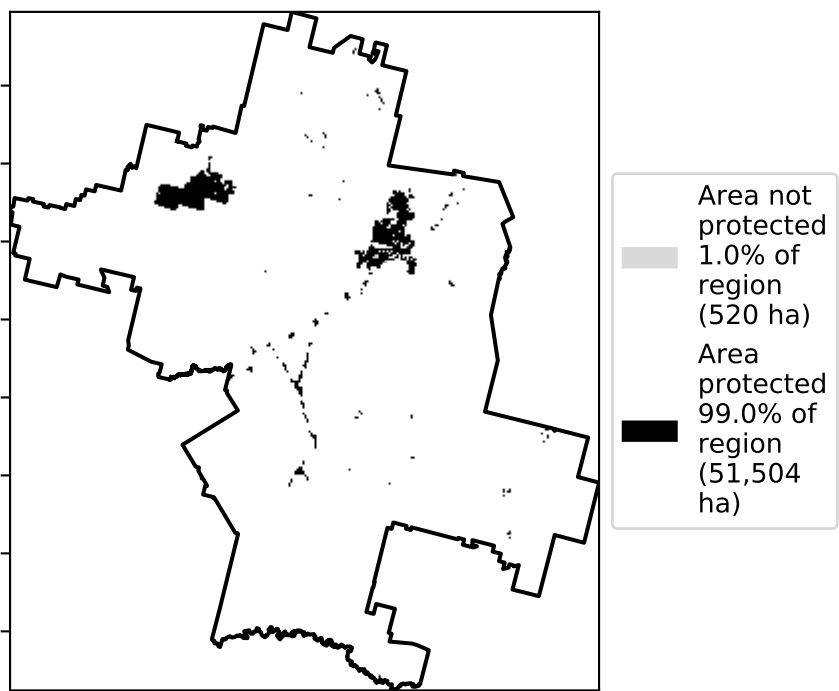 Area not
protected
1.0% of
region
(520 ha)
Area
protected
99.0% of
region
(51,504
ha)